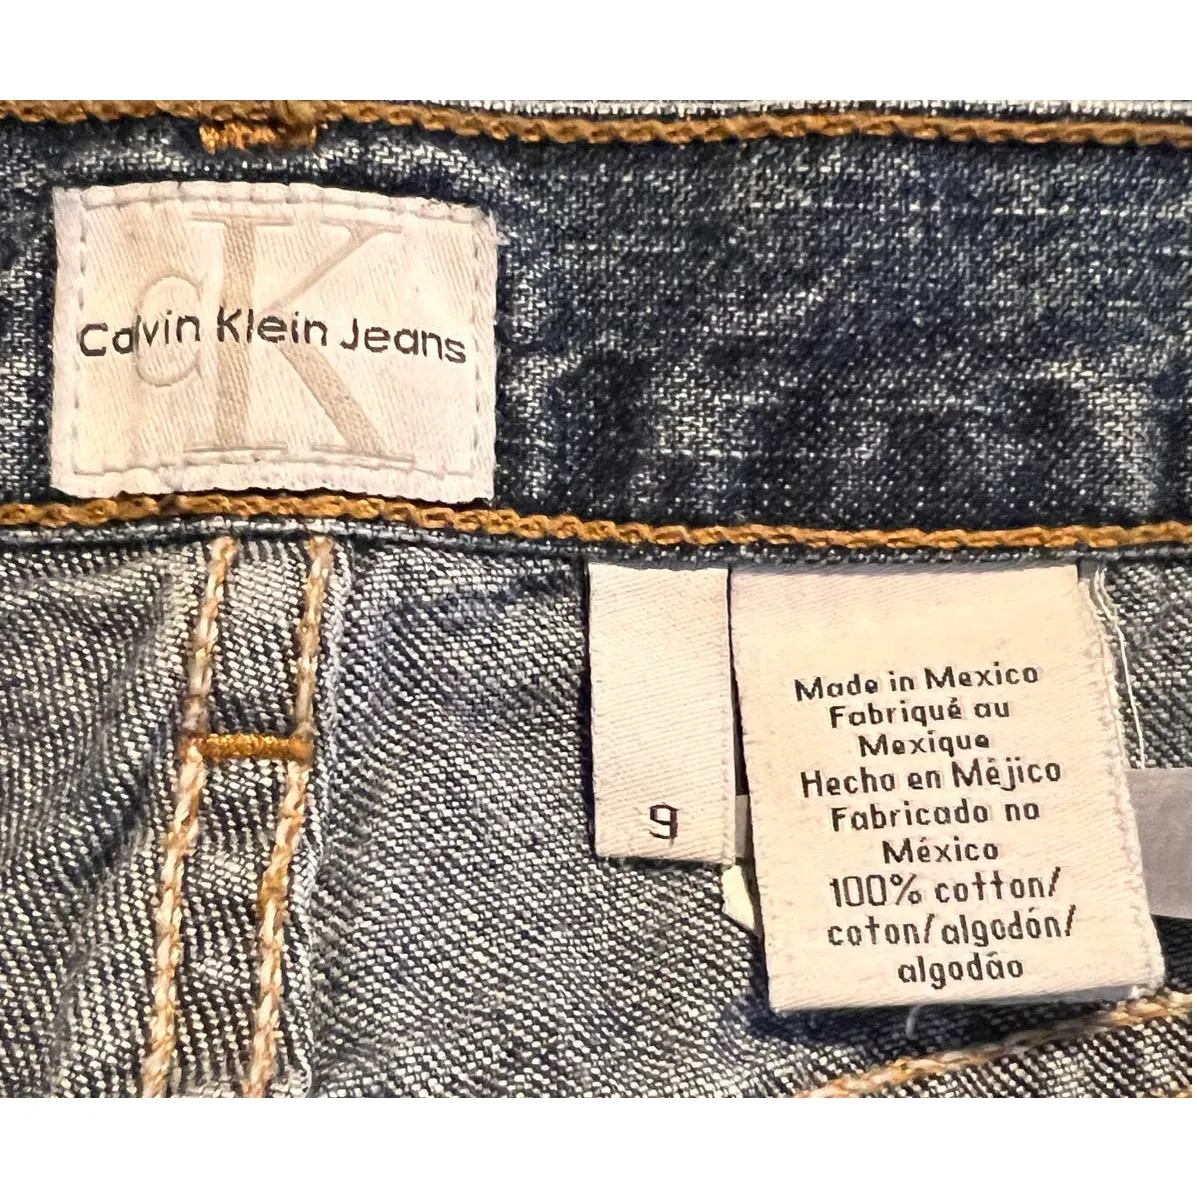 cK
Calvin Klein Jeans
9
Made in Mexico
Fabriqué au
Mexique
Hecho en Méjico
Fabricado no
México
100% cotton/
coton/algodón/
algodão